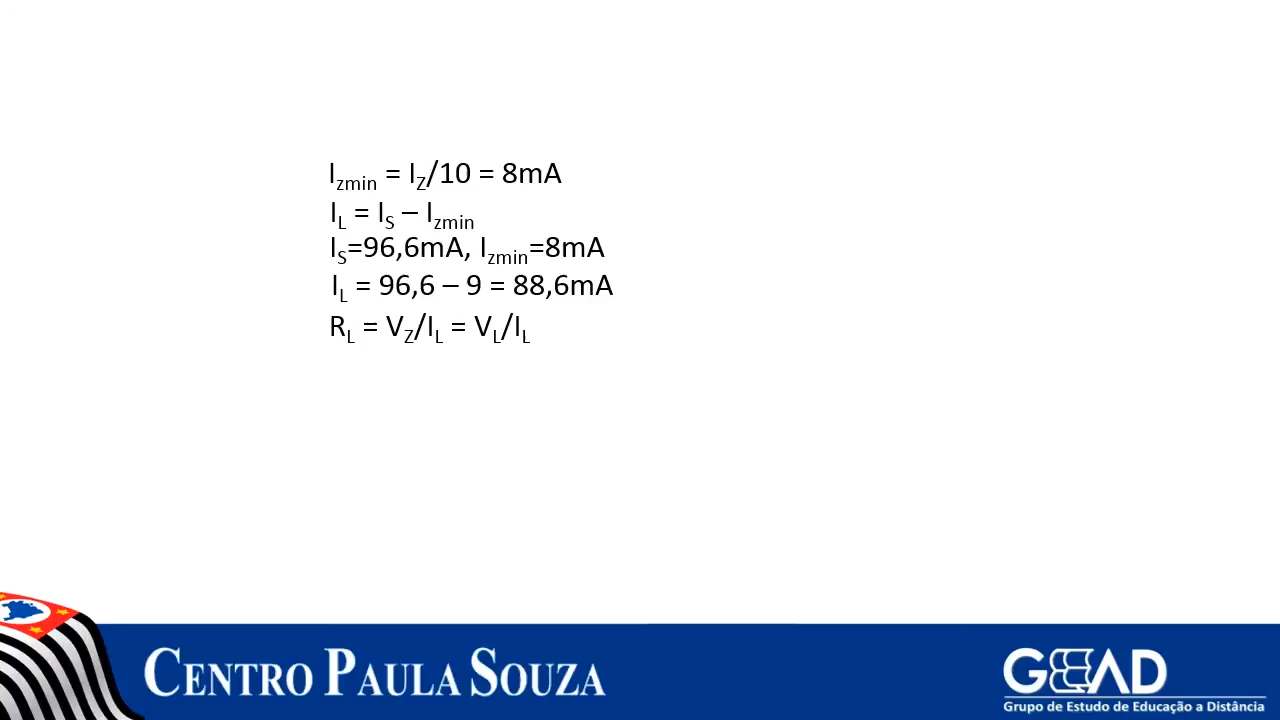 Izmin = IZ/10 = 8mA
IL = IS – Izmin
IS=96,6mA, Izmin=8mA
IL = 96,6 – 9 = 88,6mA
RL = VZ/IL = VL/IL
CENTRO PAULA SOUZA
GEEAD
Grupo de Estudo de Educação a Distância